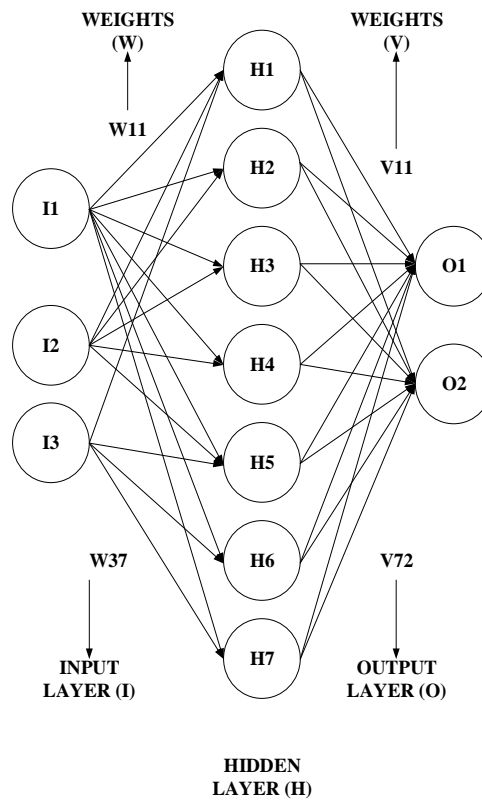 WEIGHTS
(W)
WEIGHTS
(V)
H1
W11
V11
H2
I1
H3
O1
I2
H4
O2
I3
H5
W37
H6
V72
H7
INPUT
LAYER (I)
OUTPUT
LAYER (O)
HIDDEN
LAYER (H)